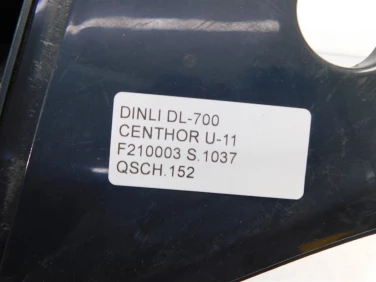 DINLI DL-700
CENTHOR U-11
F210003 S.1037
QSCH.152